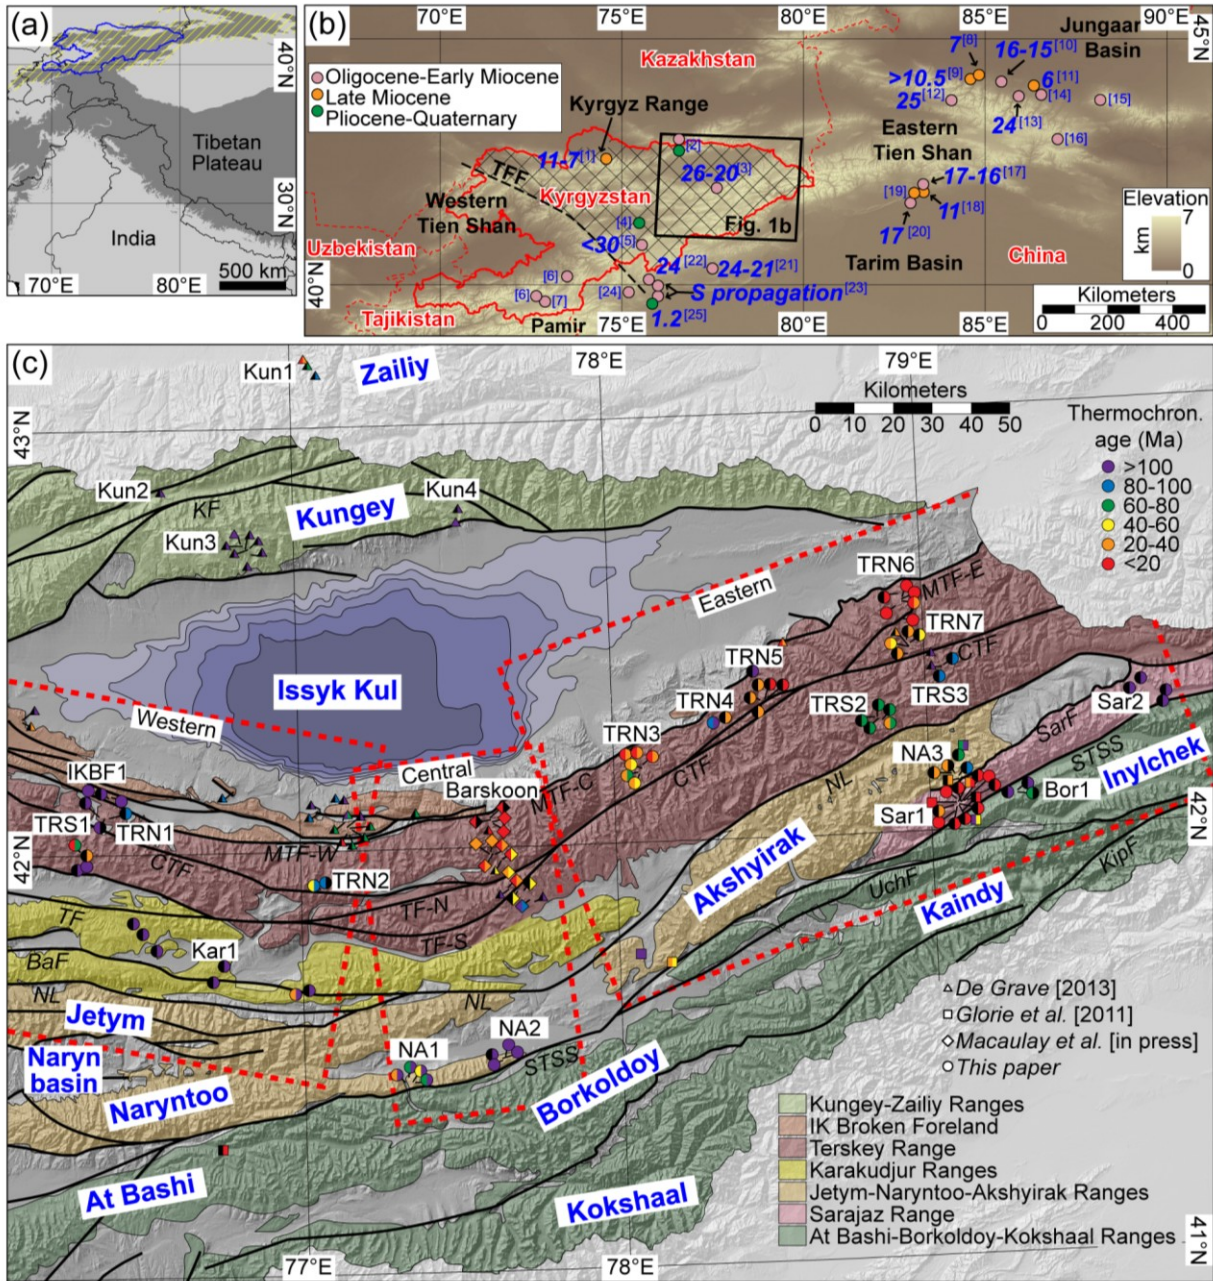 (a)
40°N
Tibetan
Plateau
30°N
India
500 km
70°E
80°E
(b)
70°E
75°E
80°E
85°E
90°E
45°N
Oligocene-Early Miocene
Late Miocene
Pliocene-Quaternary
Kazakhstan
Jungaar
Basin
7[8]
16-15[10]
>10.5[9]
6[11]
25[12]
[14]
[15]
24[13]
[16]
Kyrgyz Range
11-7[1]
[2]
26-20[3]
TFF
Kyrgyzstan
Eastern
Tien Shan
17-16[17]
[19]
11[18]
17[20]
Western
Tien Shan
[4]
<30[5]
Fig. 1b
Uzbekistan
24[22]
24-21[21]
Tarim Basin
China
[6]
[6]
[7]
[24]
S propagation[23]
1.2[25]
Tajikistan
Pamir
40°N
Elevation
7
km
0
Kilometers
0 200 400
(c)
78°E
79°E
Kun1
Zailiy
Kilometers
0 10 20 30 40 50
Thermochron.
age (Ma)
>100
80-100
60-80
40-60
20-40
<20
43°N
Kun2
KF
Kungey
Kun4
Kun3
Eastern
TRN6
MTF-E
TRN7
CTF
Issyk Kul
TRN5
TRN4
TRS2
TRS3
Sar2
Western
TRN3
CTF
SarF
STSS
NA3
Inylchek
IKBF1
Central
Barskoon
MTF-C
NL
Bor1
TRS1
TRN1
Sar1
42°N
CTF
MTF-W
42°N
TRN2
Akshyirak
UchF
KipF
TF-N
TF-S
Kaindy
TF
Kar1
BaF
NL
NL
Jetym
De Grave [2013]
Glorie et al. [2011]
Macaulay et al. [in press]
This paper
NA2
NA1
STSS
Naryn
basin
Naryntoo
Borkoldoy
Kungey-Zailiy Ranges
IK Broken Foreland
Terskey Range
Karakudjur Ranges
Jetym-Naryntoo-Akshyirak Ranges
Sarajaz Range
At Bashi-Borkoldoy-Kokshaal Ranges
At Bashi
Kokshaal
41°N
77°E
78°E